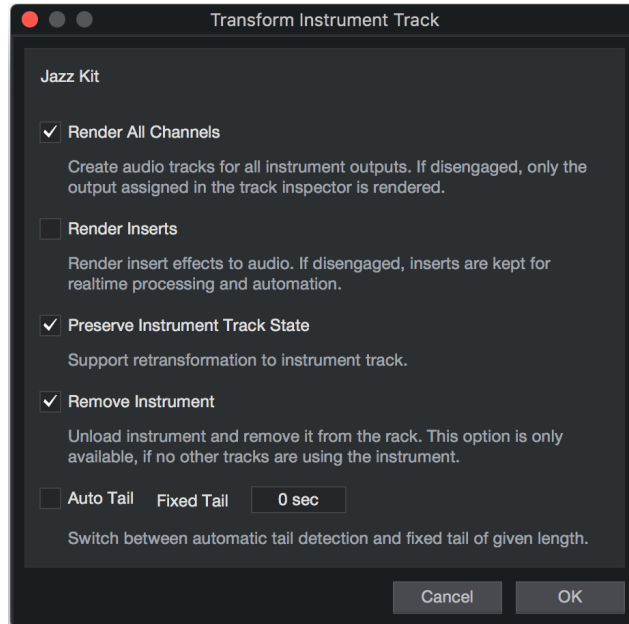 Transform Instrument Track
Jazz Kit
Render All Channels
Create audio tracks for all instrument outputs. If disengaged, only the
output assigned in the track inspector is rendered.
Render Inserts
Render insert effects to audio. If disengaged, inserts are kept for
realtime processing and automation.
Preserve Instrument Track State
Support retransformation to instrument track.
Remove Instrument
Unload instrument and remove it from the rack. This option is only
available, if no other tracks are using the instrument.
Auto Tail Fixed Tail 0 sec
Switch between automatic tail detection and fixed tail of given length.
Cancel OK